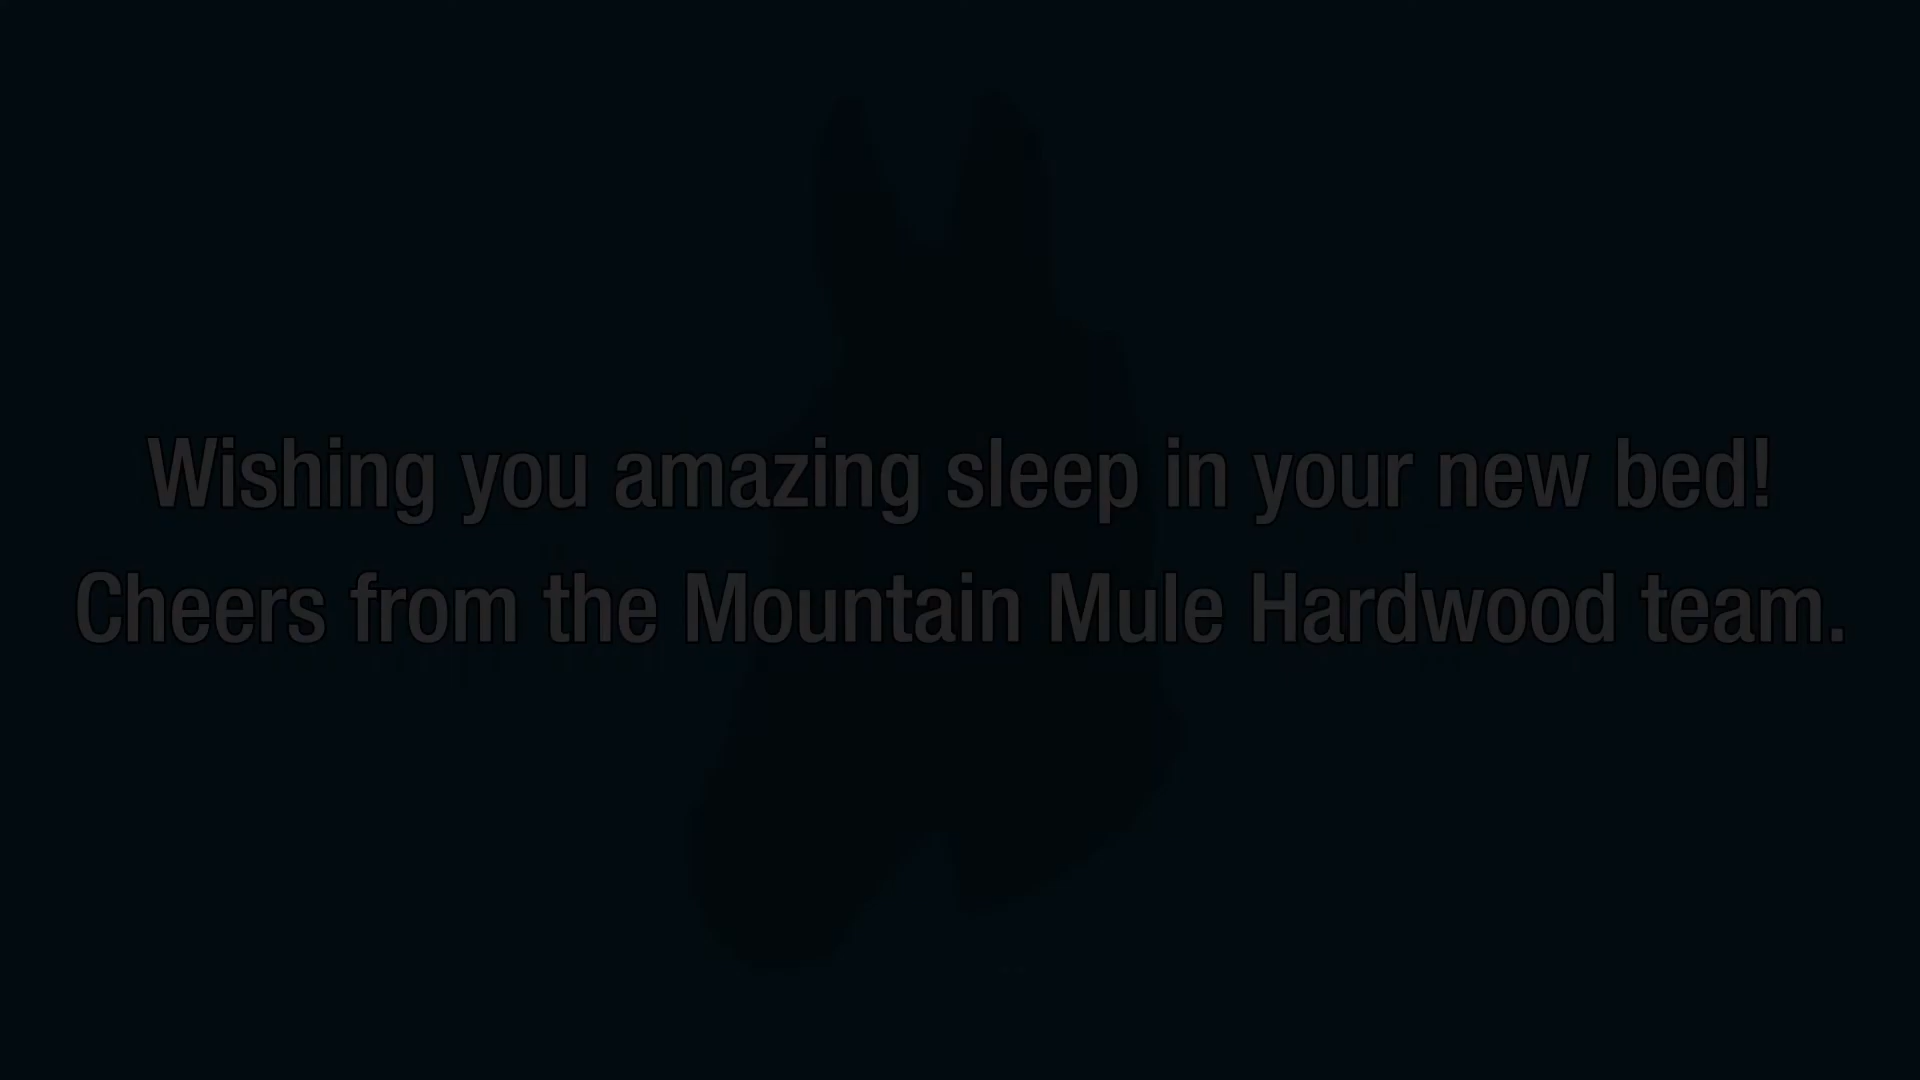 Wishing you amazing sleep in your new bed!
Cheers from the Mountain Mule Hardwood team.